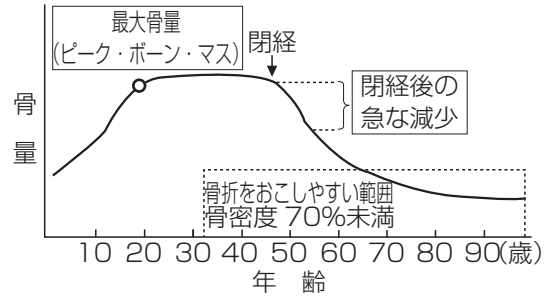 最大骨量
(ピーク・ボーン・マス)
閉経
閉経後の
急な減少
骨
量
骨折をおこしやすい範囲
骨密度 70%未満
10 20 30 40 50 60 70 80 90(歳)
年 齢